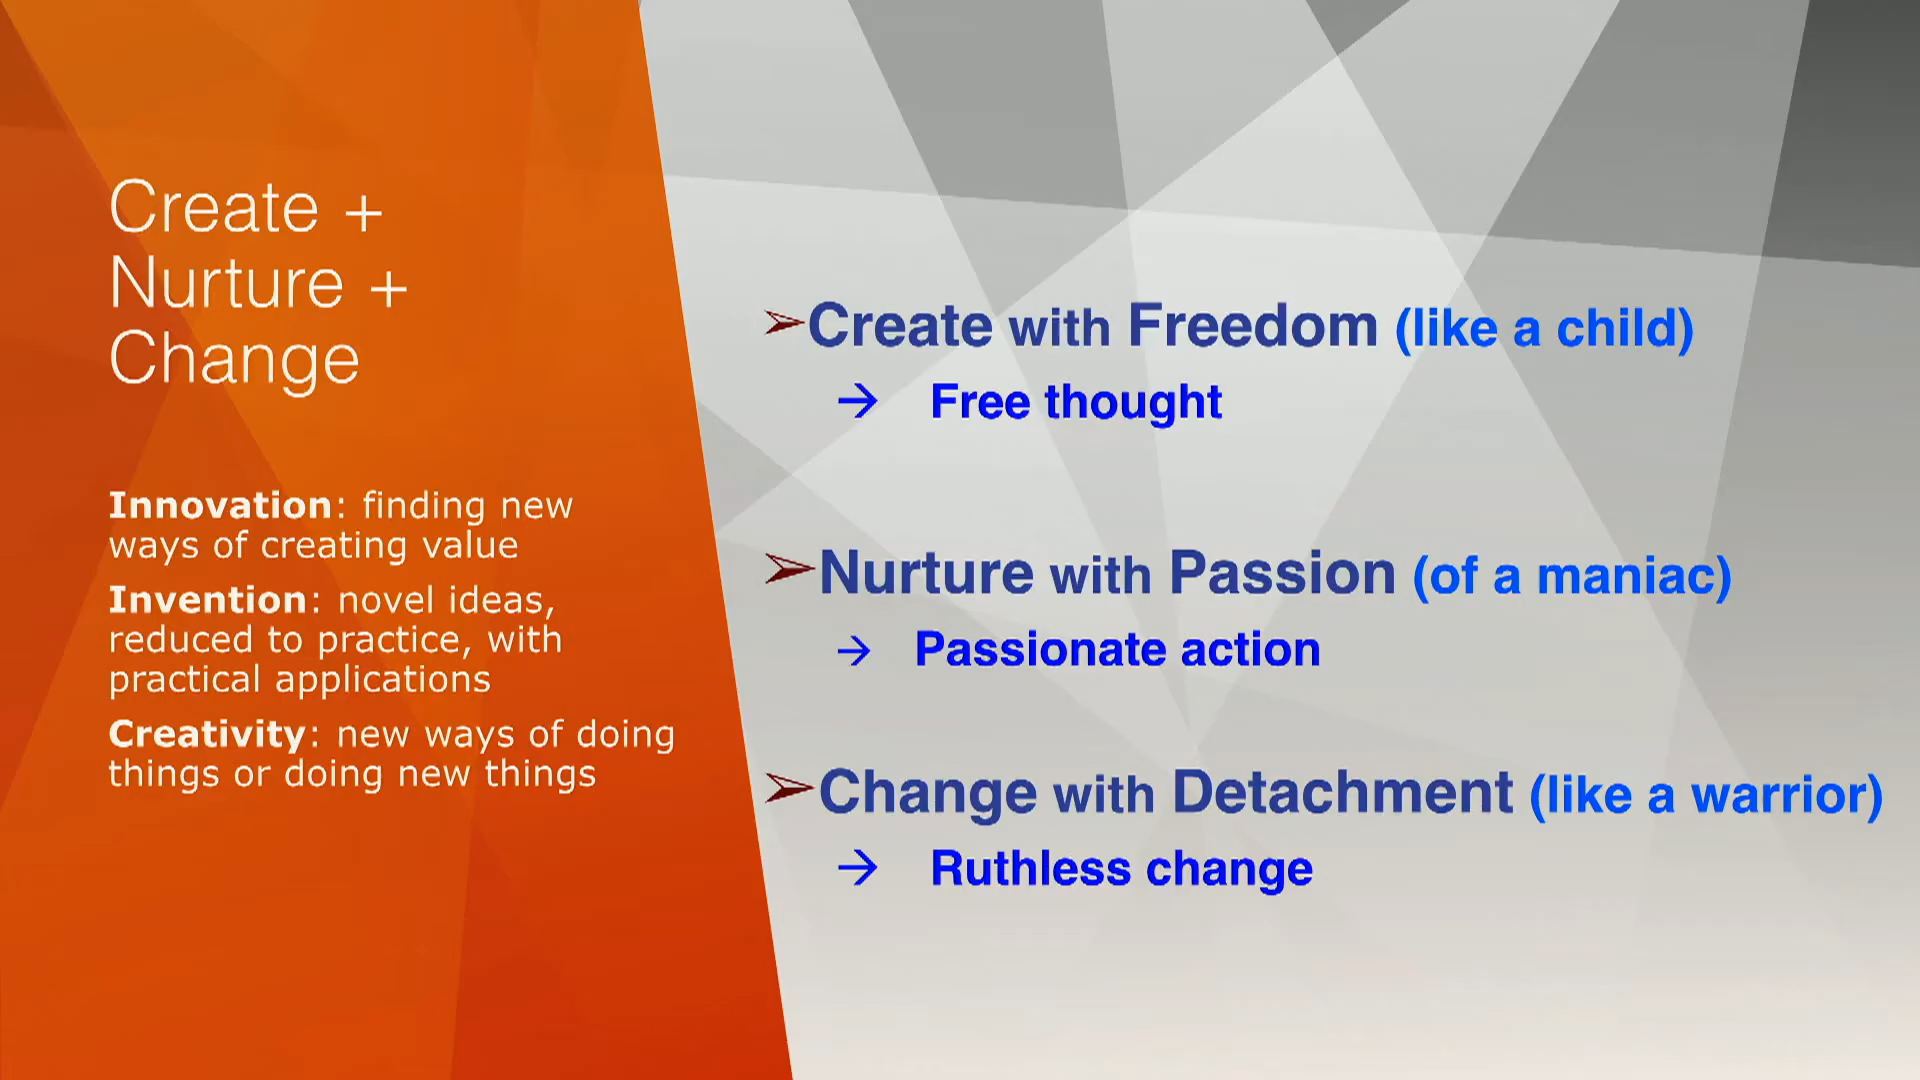 Create +
Nurture +
Change
Innovation: finding new
ways of creating value
Invention: novel ideas,
reduced to practice, with
practical applications
Creativity: new ways of doing
things or doing new things
➢Create with Freedom (like a child)
→ Free thought
➢Nurture with Passion (of a maniac)
→ Passionate action
➢Change with Detachment (like a warrior)
→ Ruthless change